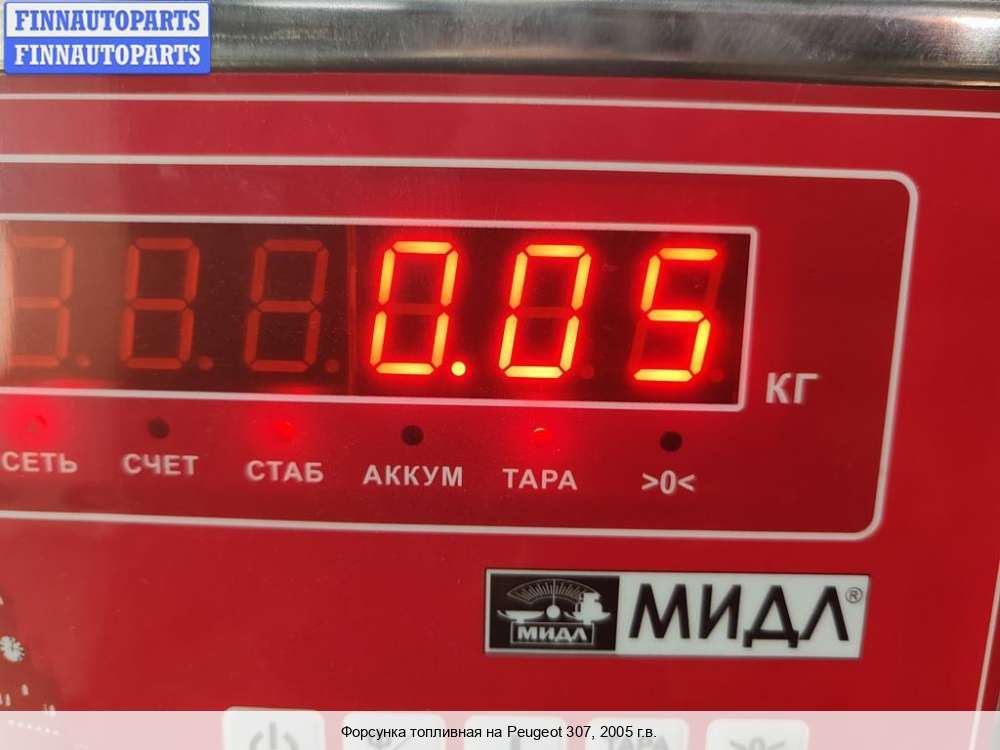 FINNAUTOPARTS
FINNAUTOPARTS
0.05
КГ
СЕТЬ СЧЕТ СТАБ АККУМ ТАРА >0<
МИДЛ МИДЛ®
Форсунка топливная на Peugeot 307, 2005 г.в.